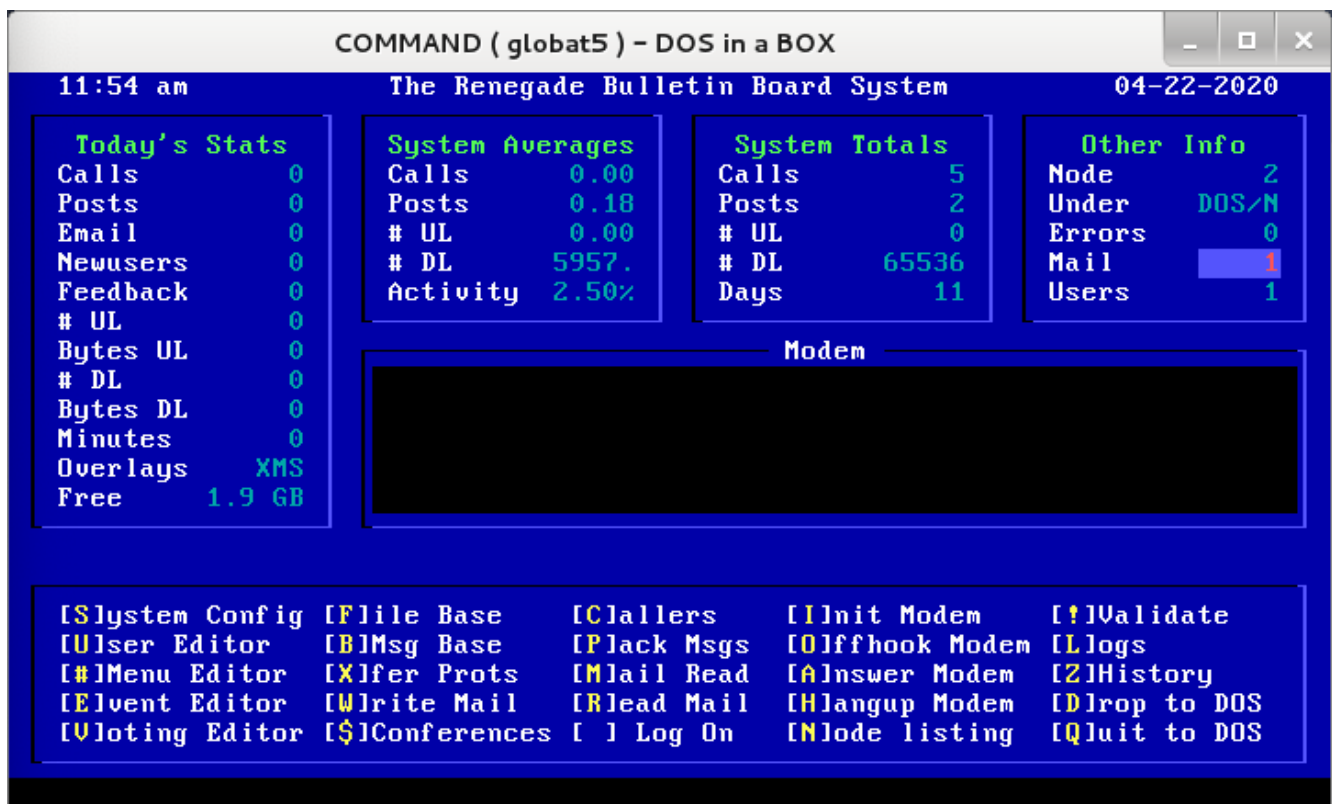 COMMAND ( globat5 ) - DOS in a BOX
11:54 am The Renegade Bulletin Board System 04-22-2020
Today's Stats
Calls 0
Posts 0
Email 0
Newusers 0
Feedback 0
# UL 0
Bytes UL 0
# DL 0
Bytes DL 0
Minutes 0
Overlays XMS
Free 1.9 GB
System Averages
Calls 0.00
Posts 0.18
# UL 0.00
# DL 5957.
Activity 2.50%
System Totals
Calls 5
Posts 2
# UL 0
# DL 65536
Days 11
Other Info
Node 2
Under DOS/N
Errors 0
Mail 1
Users 1
Modem
[S]ystem Config [F]ile Base [C]allers [I]nit Modem [!]Validate
[U]ser Editor [B]Msg Base [P]ack Msgs [O]ffhook Modem [L]ogs
[#]Menu Editor [X]fer Prots [M]ail Read [A]nswer Modem [Z]History
[E]vent Editor [W]rite Mail [R]ead Mail [H]angup Modem [D]rop to DOS
[V]oting Editor [$]Conferences [ ] Log On [N]ode listing [Q]uit to DOS